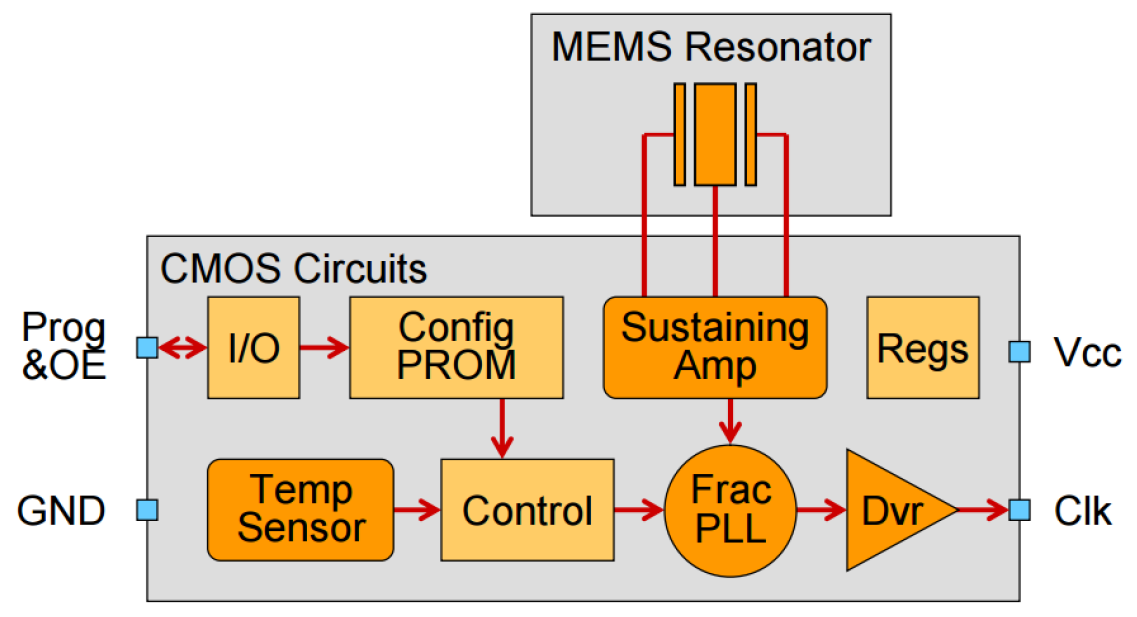 MEMS Resonator
CMOS Circuits
Prog
&OE
I/O
Config
PROM
Sustaining
Amp
Regs
Vcc
GND
Temp
Sensor
Control
Frac
PLL
Dvr
Clk